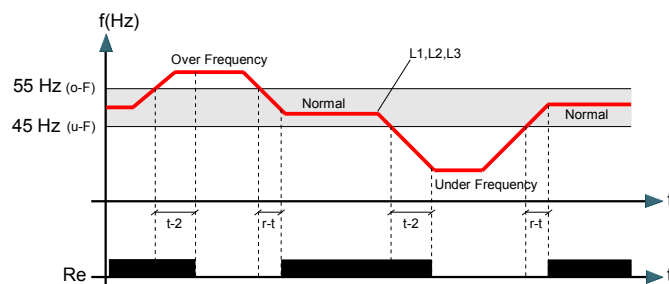 f(Hz)
L1,L2,L3
Over Frequency
55 Hz (o-F)
Normal
Normal
45 Hz (u-F)
Under Frequency
t
t-2
r-t
t-2
r-t
Re
t